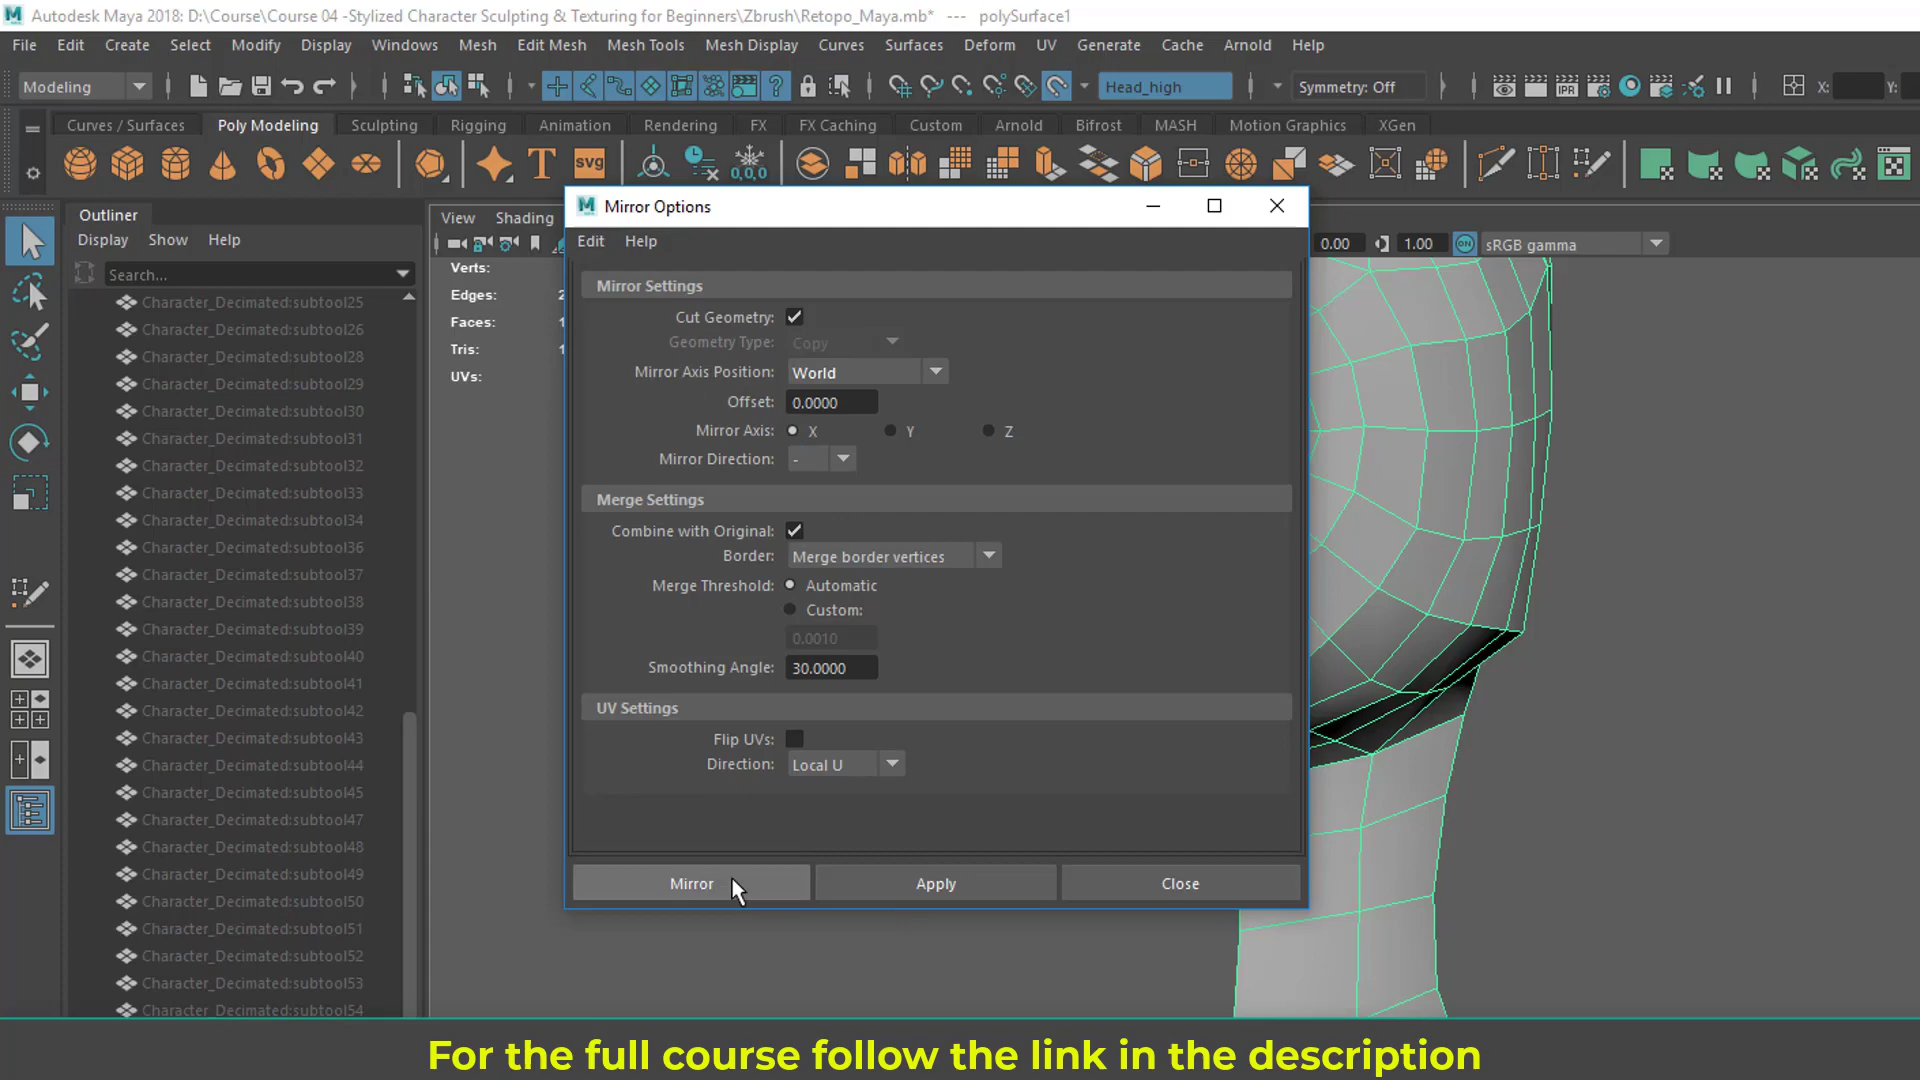 Autodesk Maya 2018: D:\Course\Course 04 -Stylized Character Sculpting & Texturing for Beginners\Zbrush\Retopo_Maya.mb* --- polySurface1
File Edit Create Select Modify Display Windows Mesh Edit Mesh Mesh Tools Mesh Display Curves Surfaces Deform UV Generate Cache Arnold Help
Modeling Head_high Symmetry: Off IPR X: Y:
Curves / Surfaces Poly Modeling Sculpting Rigging Animation Rendering FX FX Caching Custom Arnold Bifrost MASH Motion Graphics XGen
T svg 0,0,0
Outliner
Display Show Help
Search...
Character_Decimated:subtool25
Character_Decimated:subtool26
Character_Decimated:subtool28
Character_Decimated:subtool29
Character_Decimated:subtool30
Character_Decimated:subtool31
Character_Decimated:subtool32
Character_Decimated:subtool33
Character_Decimated:subtool34
Character_Decimated:subtool36
Character_Decimated:subtool37
Character_Decimated:subtool38
Character_Decimated:subtool39
Character_Decimated:subtool40
Character_Decimated:subtool41
Character_Decimated:subtool42
Character_Decimated:subtool43
Character_Decimated:subtool44
Character_Decimated:subtool45
Character_Decimated:subtool47
Character_Decimated:subtool48
Character_Decimated:subtool49
Character_Decimated:subtool50
Character_Decimated:subtool51
Character_Decimated:subtool52
Character_Decimated:subtool53
Character_Decimated:subtool54
View Shading
0.00 1.00 ON sRGB gamma
Verts:
Edges: 2
Faces: 1
Tris: 1
UVs:
Mirror Options
Edit Help
Mirror Settings
Cut Geometry:
Geometry Type: Copy
Mirror Axis Position: World
Offset: 0.0000
Mirror Axis: X Y Z
Mirror Direction: -
Merge Settings
Combine with Original:
Border: Merge border vertices
Merge Threshold: Automatic
Custom:
0.0010
Smoothing Angle: 30.0000
UV Settings
Flip UVs:
Direction: Local U
Mirror Apply Close
For the full course follow the link in the description